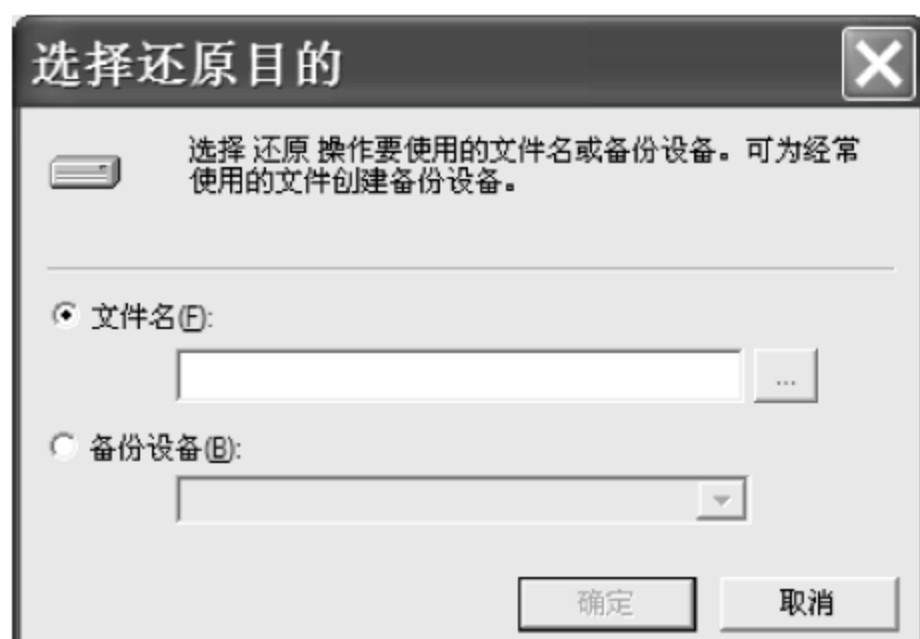 选择还原目的
选择 还原 操作要使用的文件名或备份设备。可为经常
使用的文件创建备份设备。
文件名(F):
...
备份设备(B):
确定
取消